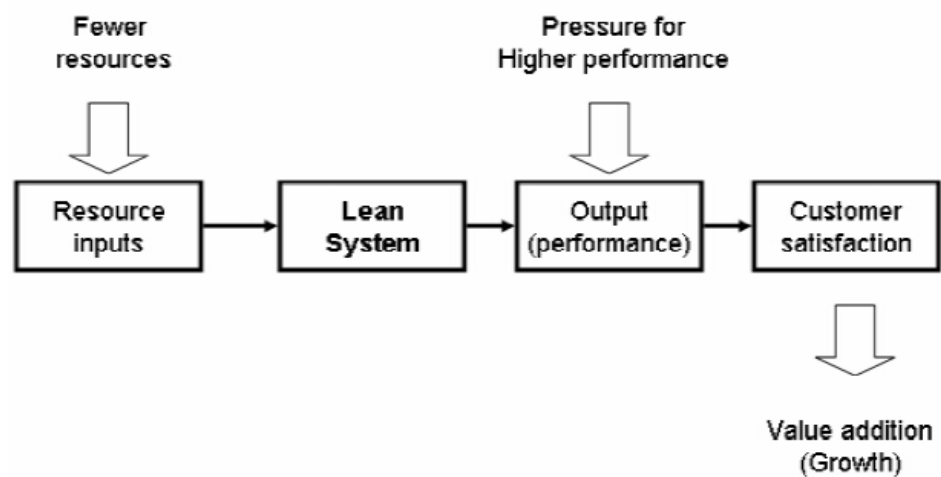 Fewer
resources
Pressure for
Higher performance
Resource
inputs
Lean
System
Output
(performance)
Customer
satisfaction
Value addition
(Growth)